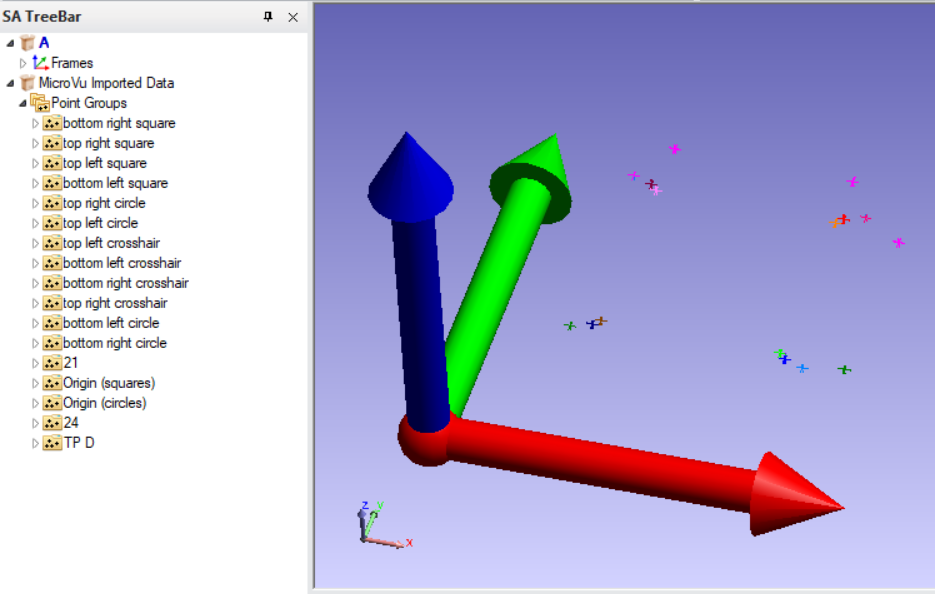 SA TreeBar
A
Frames
MicroVu Imported Data
Point Groups
bottom right square
top right square
top left square
bottom left square
top right circle
top left circle
top left crosshair
bottom left crosshair
bottom right crosshair
top right crosshair
bottom left circle
bottom right circle
21
Origin (squares)
Origin (circles)
24
TP D
z y
x